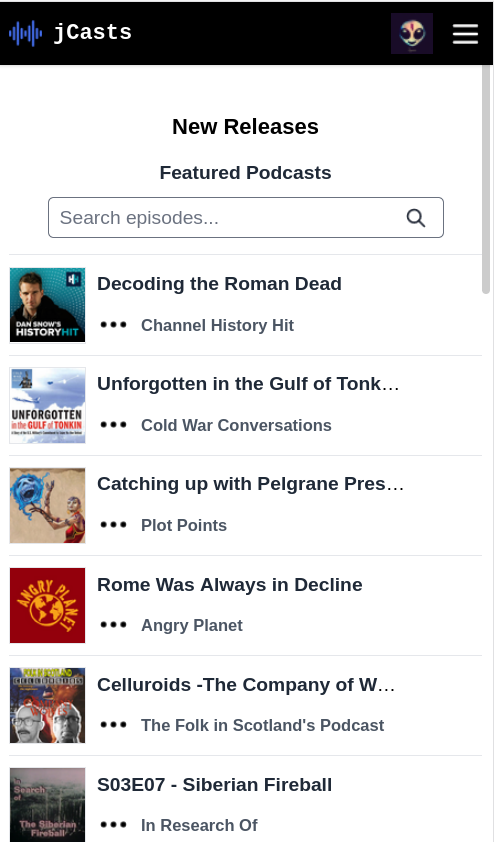 jCasts
New Releases
Featured Podcasts
Search episodes...
Decoding the Roman Dead
DAN SNOW'S
HISTORYHIT
Channel History Hit
Unforgotten in the Gulf of Tonk...
UNFORGOTTEN
in the GULF of TONKIN
Cold War Conversations
Catching up with Pelgrane Pres...
Plot Points
Rome Was Always in Decline
ANGRY PLANET
Angry Planet
Celluroids -The Company of W...
The Folk in Scotland's Podcast
S03E07 - Siberian Fireball
In
Search
of
The Siberian
Fireball
In Research Of